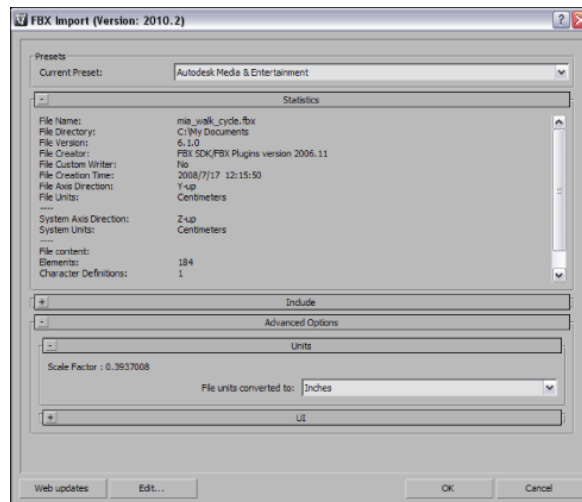 FBX Import (Version: 2010.2)
Presets
Current Preset: Autodesk Media & Entertainment
Statistics
File Name: mia_walk_cycle.fbx
File Directory: C:\My Documents
File Version: 6.1.0
File Creator: FBX SDK/FBX Plugins version 2006.11
File Custom Writer: No
File Creation Time: 2008/7/17 12:15:50
File Axis Direction: Y-up
File Units: Centimeters
----
System Axis Direction: Z-up
System Units: Centimeters
----
File content:
Elements: 184
Character Definitions: 1
Include
Advanced Options
Units
Scale Factor : 0.3937008
File units converted to: Inches
UI
Web updates Edit... OK Cancel